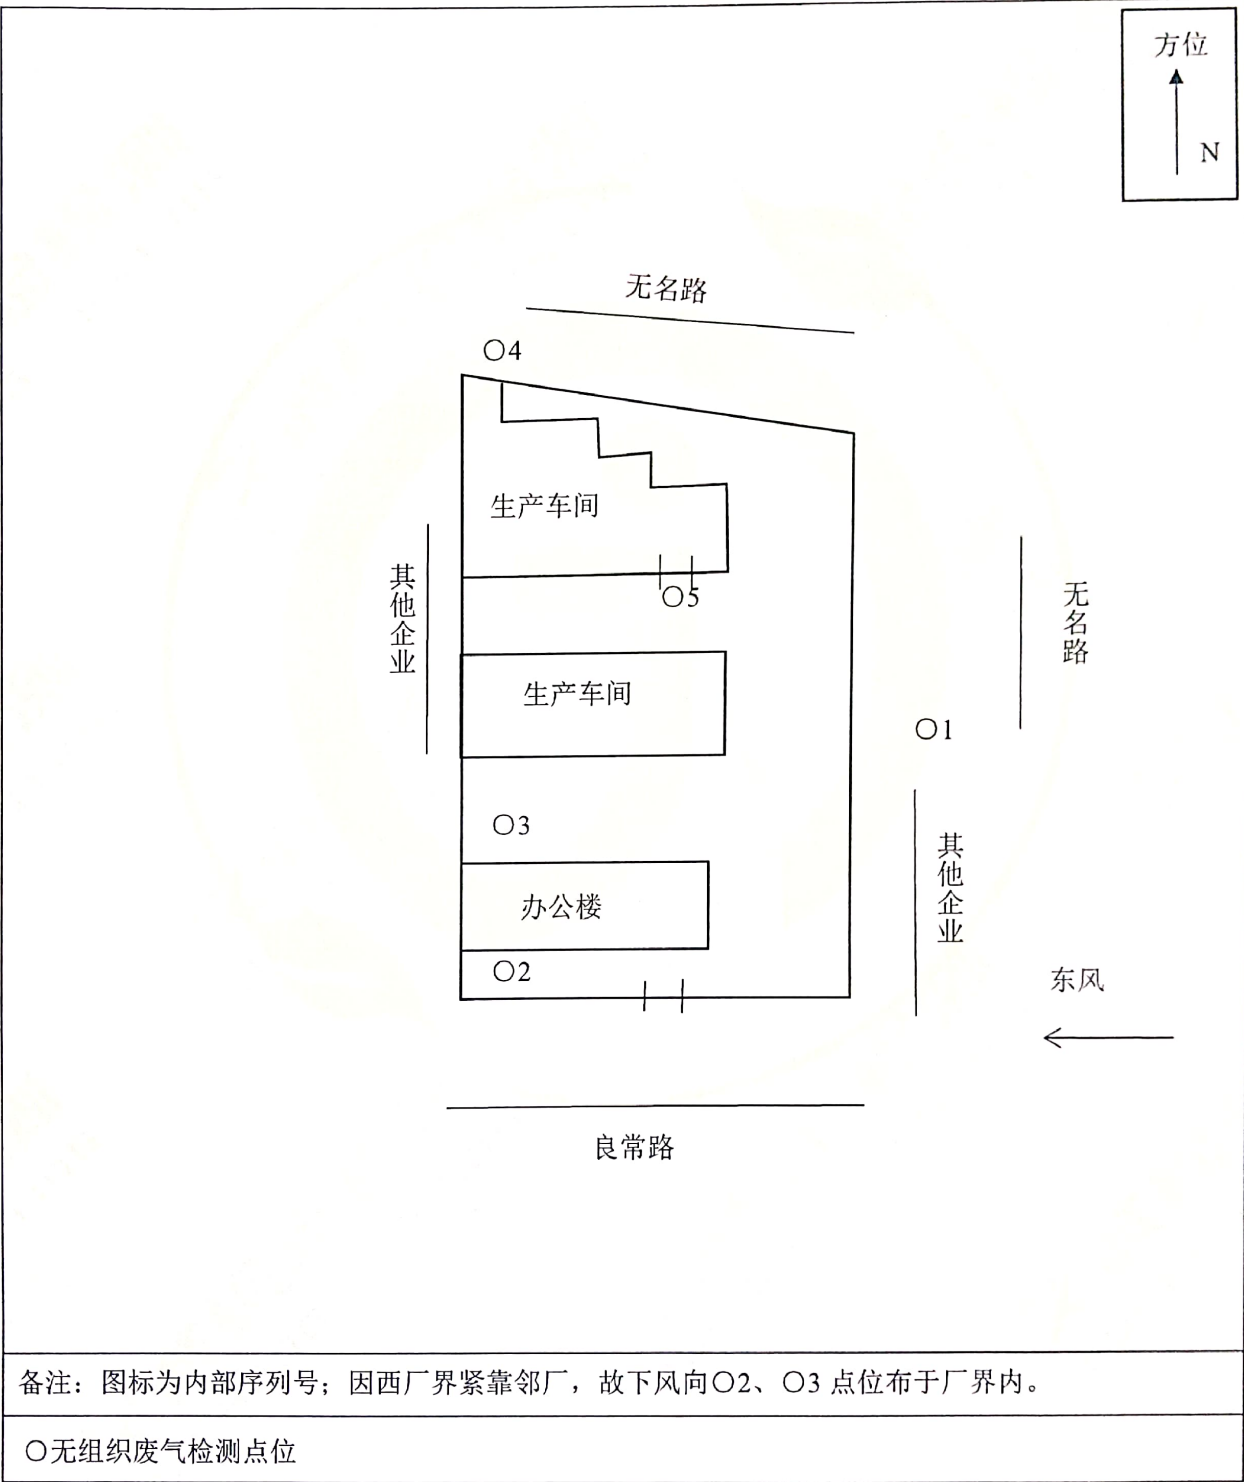 方位
N
无名路
○4
生产车间
○5
其他企业
无名路
生产车间
○1
○3
其他企业
办公楼
○2
东风
良常路
备注：图标为内部序列号；因西厂界紧靠邻厂，故下风向○2、○3 点位布于厂界内。
○无组织废气检测点位